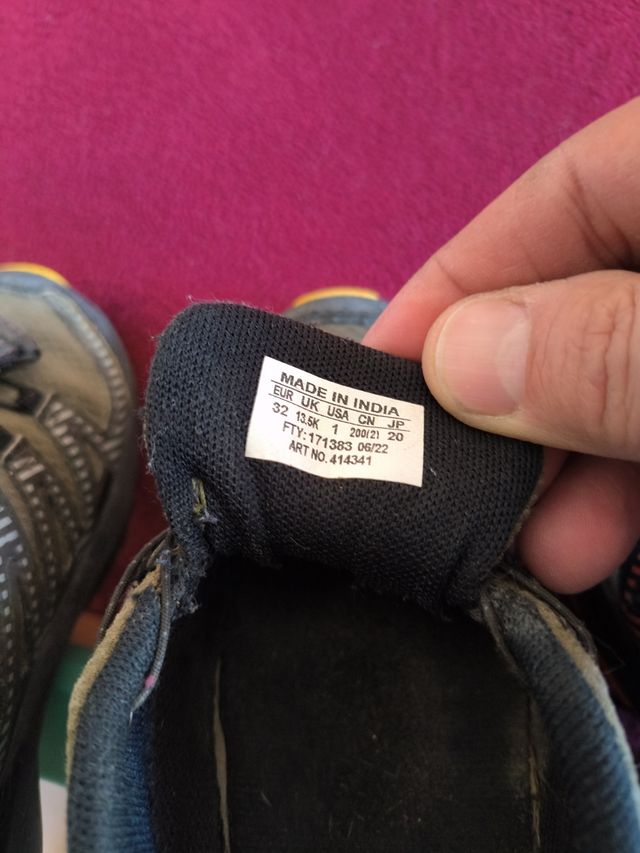 MADE IN INDIA
EUR UK USA CN JP
32 13.5K 1 200(2) 20
FTY:171383 06/22
ART NO. 414341